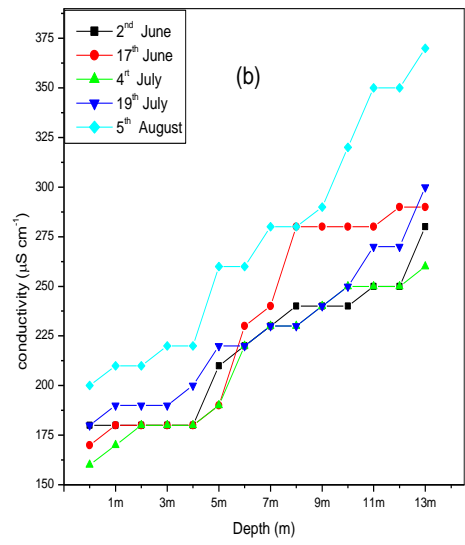 375
350
325
300
275
250
225
200
175
150
conductivity (µS cm⁻¹)
2ⁿᵈ June
17ᵗʰ June
4ʳᵗ July
19ᵗʰ July
5ᵗʰ August
(b)
1m 3m 5m 7m 9m 11m 13m
Depth (m)